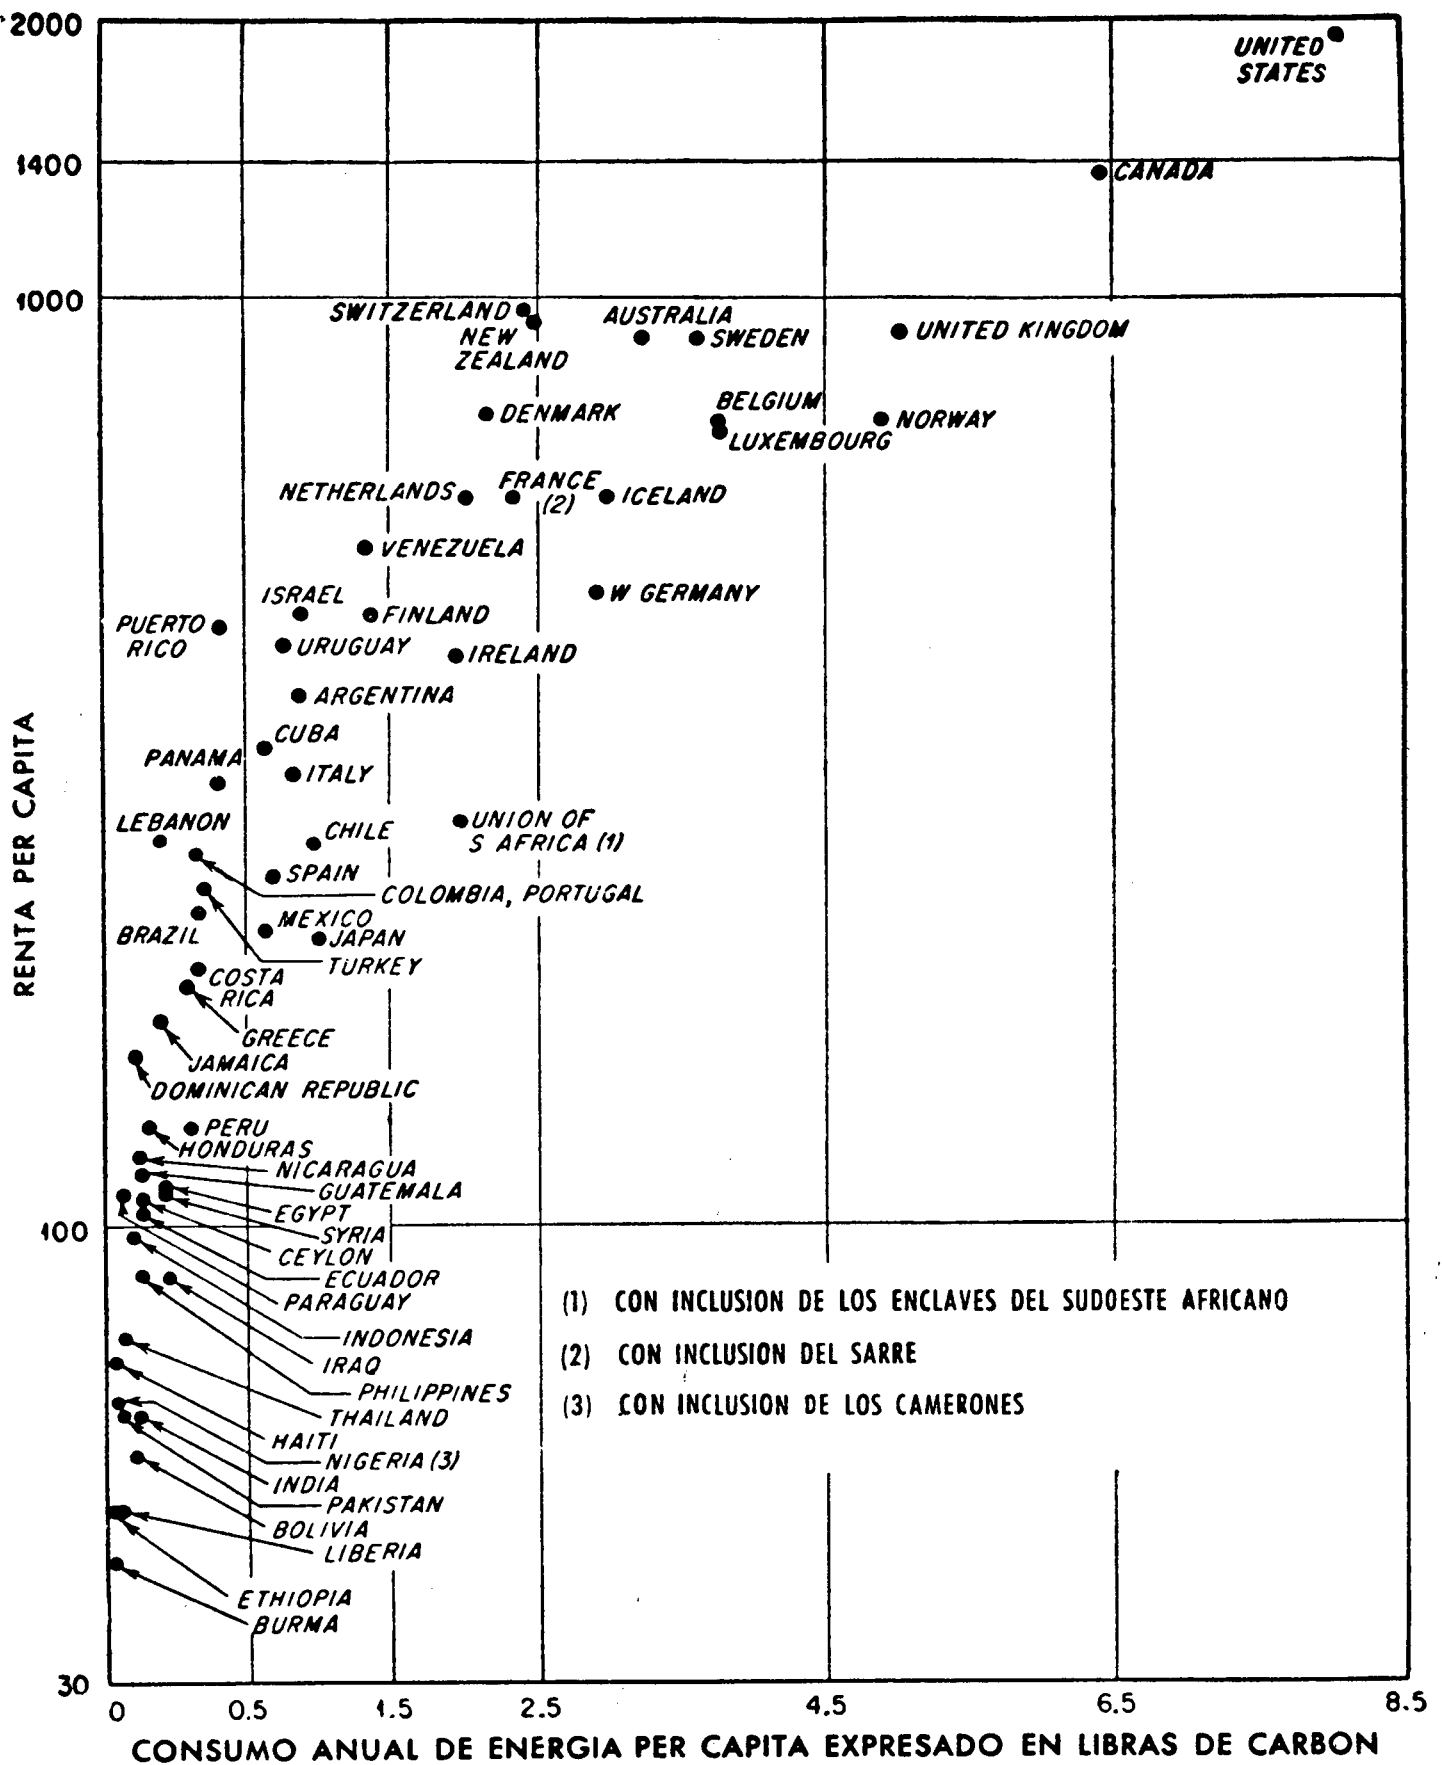 2000
UNITED
STATES
1400
CANADA
1000
SWITZERLAND
NEW
ZEALAND
AUSTRALIA
SWEDEN
UNITED KINGDOM
DENMARK
BELGIUM
LUXEMBOURG
NORWAY
NETHERLANDS
FRANCE
(2)
ICELAND
VENEZUELA
W GERMANY
ISRAEL
FINLAND
PUERTO
RICO
URUGUAY
IRELAND
ARGENTINA
CUBA
PANAMA
ITALY
LEBANON
CHILE
UNION OF
S AFRICA (1)
SPAIN
COLOMBIA, PORTUGAL
MEXICO
BRAZIL
JAPAN
TURKEY
COSTA
RICA
GREECE
JAMAICA
DOMINICAN REPUBLIC
PERU
HONDURAS
NICARAGUA
GUATEMALA
EGYPT
100
SYRIA
CEYLON
ECUADOR
PARAGUAY
INDONESIA
IRAQ
PHILIPPINES
THAILAND
HAITI
NIGERIA (3)
INDIA
PAKISTAN
BOLIVIA
LIBERIA
ETHIOPIA
BURMA
(1) CON INCLUSION DE LOS ENCLAVES DEL SUDOESTE AFRICANO
(2) CON INCLUSION DEL SARRE
(3) CON INCLUSION DE LOS CAMERONES
30
RENTA PER CAPITA
0 0.5 1.5 2.5 4.5 6.5 8.5
CONSUMO ANUAL DE ENERGIA PER CAPITA EXPRESADO EN LIBRAS DE CARBON